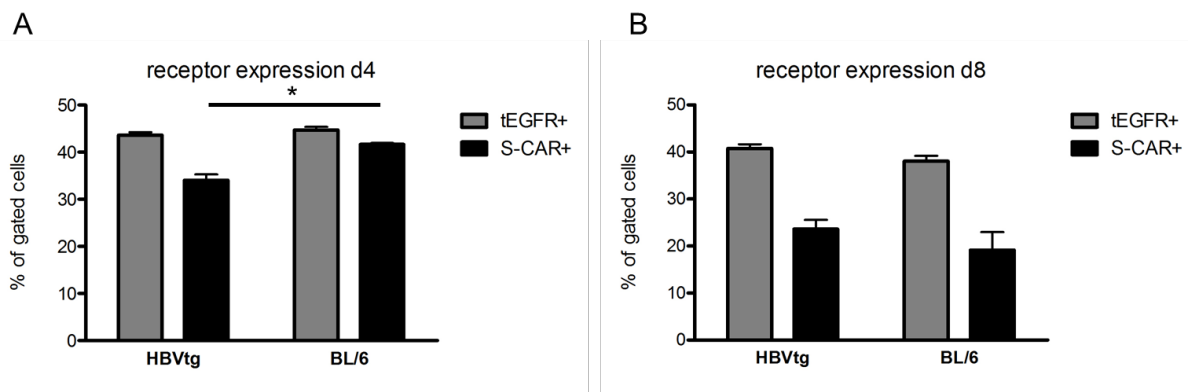 A
receptor expression d4
*
% of gated cells
50
40
30
20
10
0
HBVtg
BL/6
tEGFR+
S-CAR+
B
receptor expression d8
% of gated cells
50
40
30
20
10
0
HBVtg
BL/6
tEGFR+
S-CAR+